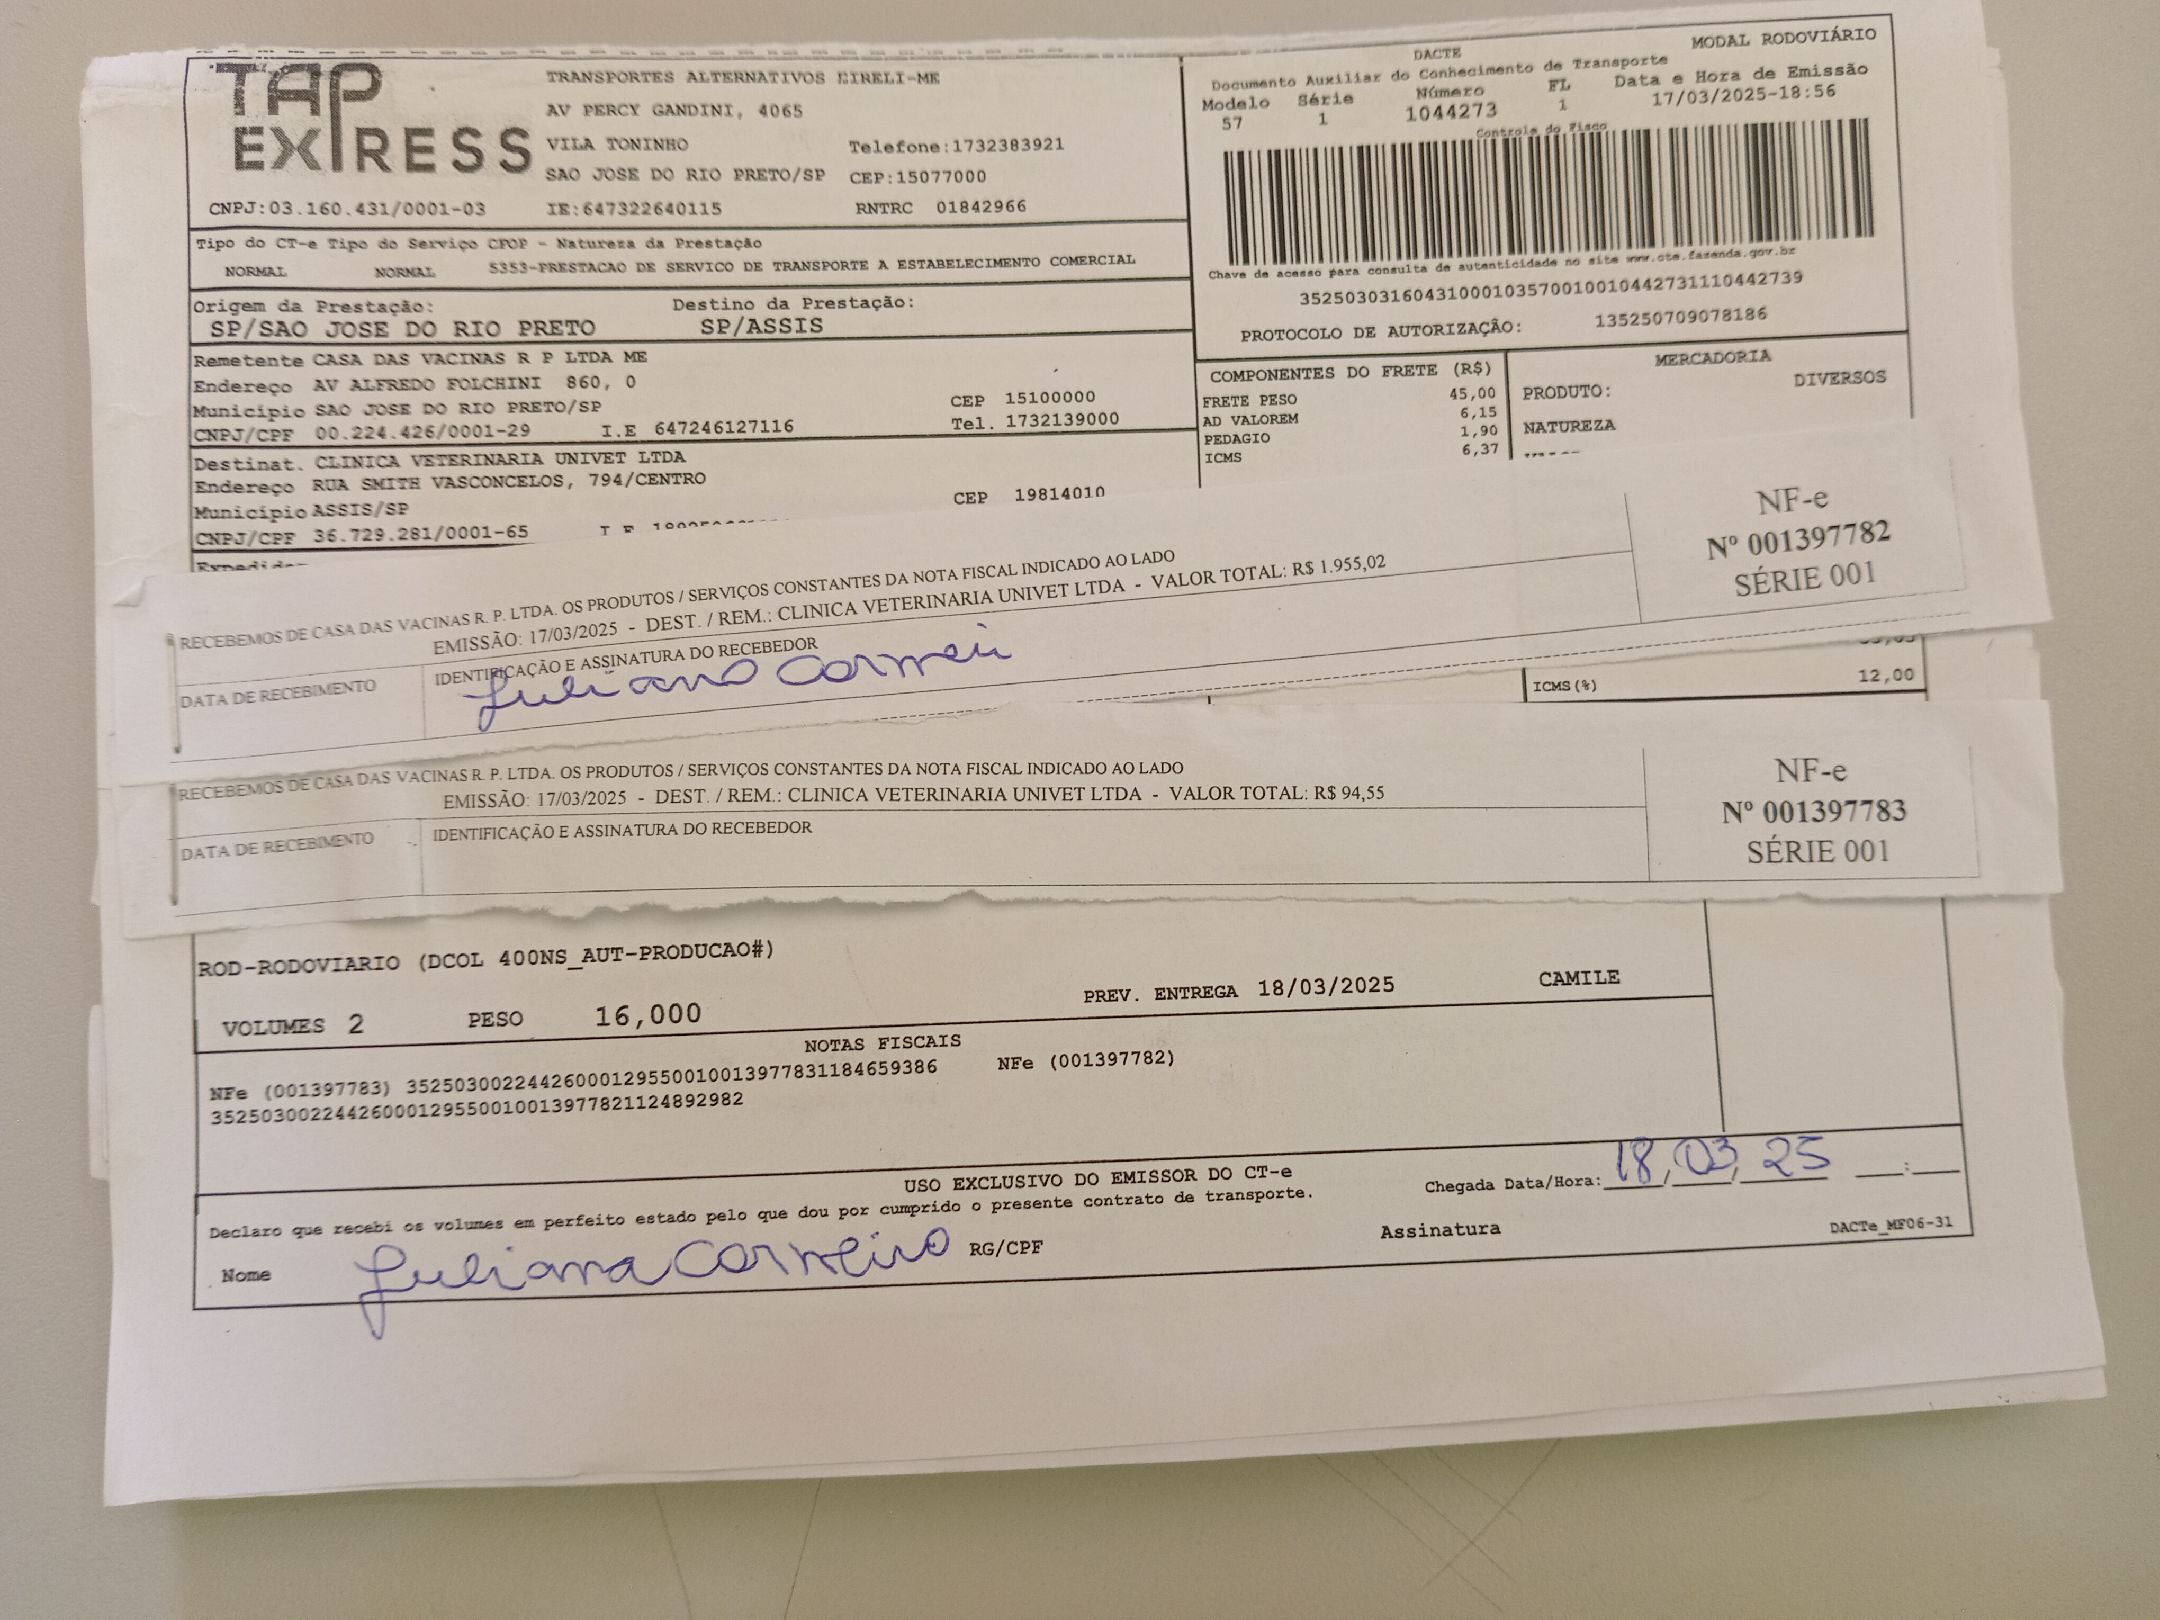 TAP EXPRESS
TRANSPORTES ALTERNATIVOS EIRELI-ME
AV PERCY GANDINI, 4065
VILA TONINHO Telefone:1732383921
SAO JOSE DO RIO PRETO/SP CEP:15077000
CNPJ:03.160.431/0001-03 IE:647322640115 RNTRC 01842966
DACTE MODAL RODOVIÁRIO
Documento Auxiliar do Conhecimento de Transporte
Modelo Série Número FL Data e Hora de Emissão
57 1 1044273 1 17/03/2025-18:56
Controle do Fisco
Chave de acesso para consulta de autenticidade no site www.cte.fazenda.gov.br
35250303160431000103570010010442731110442739
PROTOCOLO DE AUTORIZAÇÃO: 135250709078186
Tipo do CT-e Tipo do Serviço CFOP - Natureza da Prestação
NORMAL NORMAL 5353-PRESTACAO DE SERVICO DE TRANSPORTE A ESTABELECIMENTO COMERCIAL
Origem da Prestação: Destino da Prestação:
SP/SAO JOSE DO RIO PRETO SP/ASSIS
Remetente CASA DAS VACINAS R P LTDA ME
Endereço AV ALFREDO FOLCHINI 860, 0
Município SAO JOSE DO RIO PRETO/SP CEP 15100000
CNPJ/CPF 00.224.426/0001-29 I.E 647246127116 Tel. 1732139000
Destinat. CLINICA VETERINARIA UNIVET LTDA
Endereço RUA SMITH VASCONCELOS, 794/CENTRO
Município ASSIS/SP CEP 19814010
CNPJ/CPF 36.729.281/0001-65
COMPONENTES DO FRETE (R$)
FRETE PESO 45,00
AD VALOREM 6,15
PEDAGIO 1,90
ICMS 6,37
MERCADORIA
PRODUTO: DIVERSOS
NATUREZA
RECEBEMOS DE CASA DAS VACINAS R. P. LTDA. OS PRODUTOS / SERVIÇOS CONSTANTES DA NOTA FISCAL INDICADO AO LADO
EMISSÃO: 17/03/2025 - DEST. / REM.: CLINICA VETERINARIA UNIVET LTDA - VALOR TOTAL: R$ 1.955,02
DATA DE RECEBIMENTO IDENTIFICAÇÃO E ASSINATURA DO RECEBEDOR
Juliana Carnei
NF-e
Nº 001397782
SÉRIE 001
ICMS(%) 12,00
RECEBEMOS DE CASA DAS VACINAS R. P. LTDA. OS PRODUTOS / SERVIÇOS CONSTANTES DA NOTA FISCAL INDICADO AO LADO
EMISSÃO: 17/03/2025 - DEST. / REM.: CLINICA VETERINARIA UNIVET LTDA - VALOR TOTAL: R$ 94,55
DATA DE RECEBIMENTO IDENTIFICAÇÃO E ASSINATURA DO RECEBEDOR
NF-e
Nº 001397783
SÉRIE 001
ROD-RODOVIARIO (DCOL 400NS_AUT-PRODUCAO#)
VOLUMES 2 PESO 16,000 PREV. ENTREGA 18/03/2025 CAMILE
NOTAS FISCAIS
NFe (001397783) 35250300224426000129550010013977831184659386 NFe (001397782)
35250300224426000129550010013977821124892982
USO EXCLUSIVO DO EMISSOR DO CT-e
Declaro que recebi os volumes em perfeito estado pelo que dou por cumprido o presente contrato de transporte.
Chegada Data/Hora: 18/03/25 __:__
Nome Juliana Carneiro RG/CPF Assinatura DACTe_MF06-31